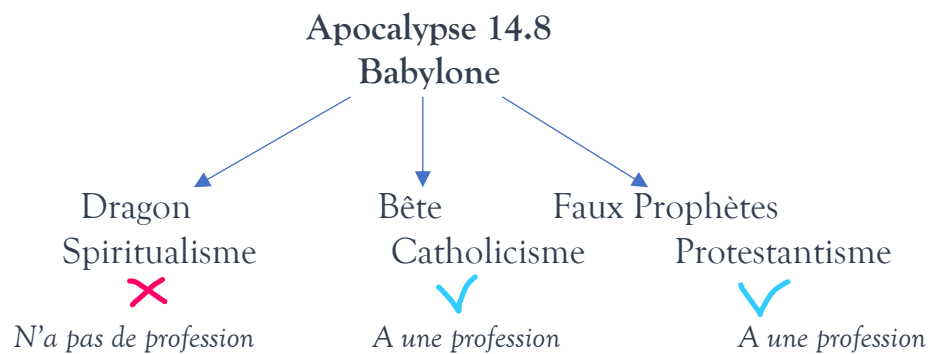 Apocalypse 14.8
Babylone
Dragon Bête Faux Prophètes
Spiritualisme Catholicisme Protestantisme
N'a pas de profession A une profession A une profession